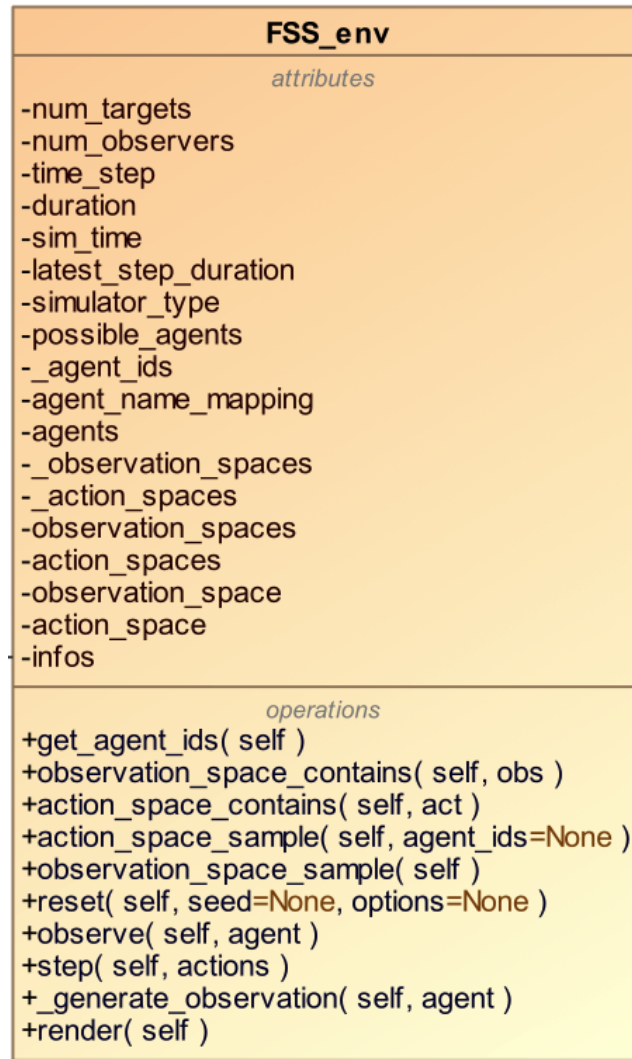 FSS_env
attributes
-num_targets
-num_observers
-time_step
-duration
-sim_time
-latest_step_duration
-simulator_type
-possible_agents
-_agent_ids
-agent_name_mapping
-agents
-_observation_spaces
-_action_spaces
-observation_spaces
-action_spaces
-observation_space
-action_space
-infos
operations
+get_agent_ids( self )
+observation_space_contains( self, obs )
+action_space_contains( self, act )
+action_space_sample( self, agent_ids=None )
+observation_space_sample( self )
+reset( self, seed=None, options=None )
+observe( self, agent )
+step( self, actions )
+_generate_observation( self, agent )
+render( self )